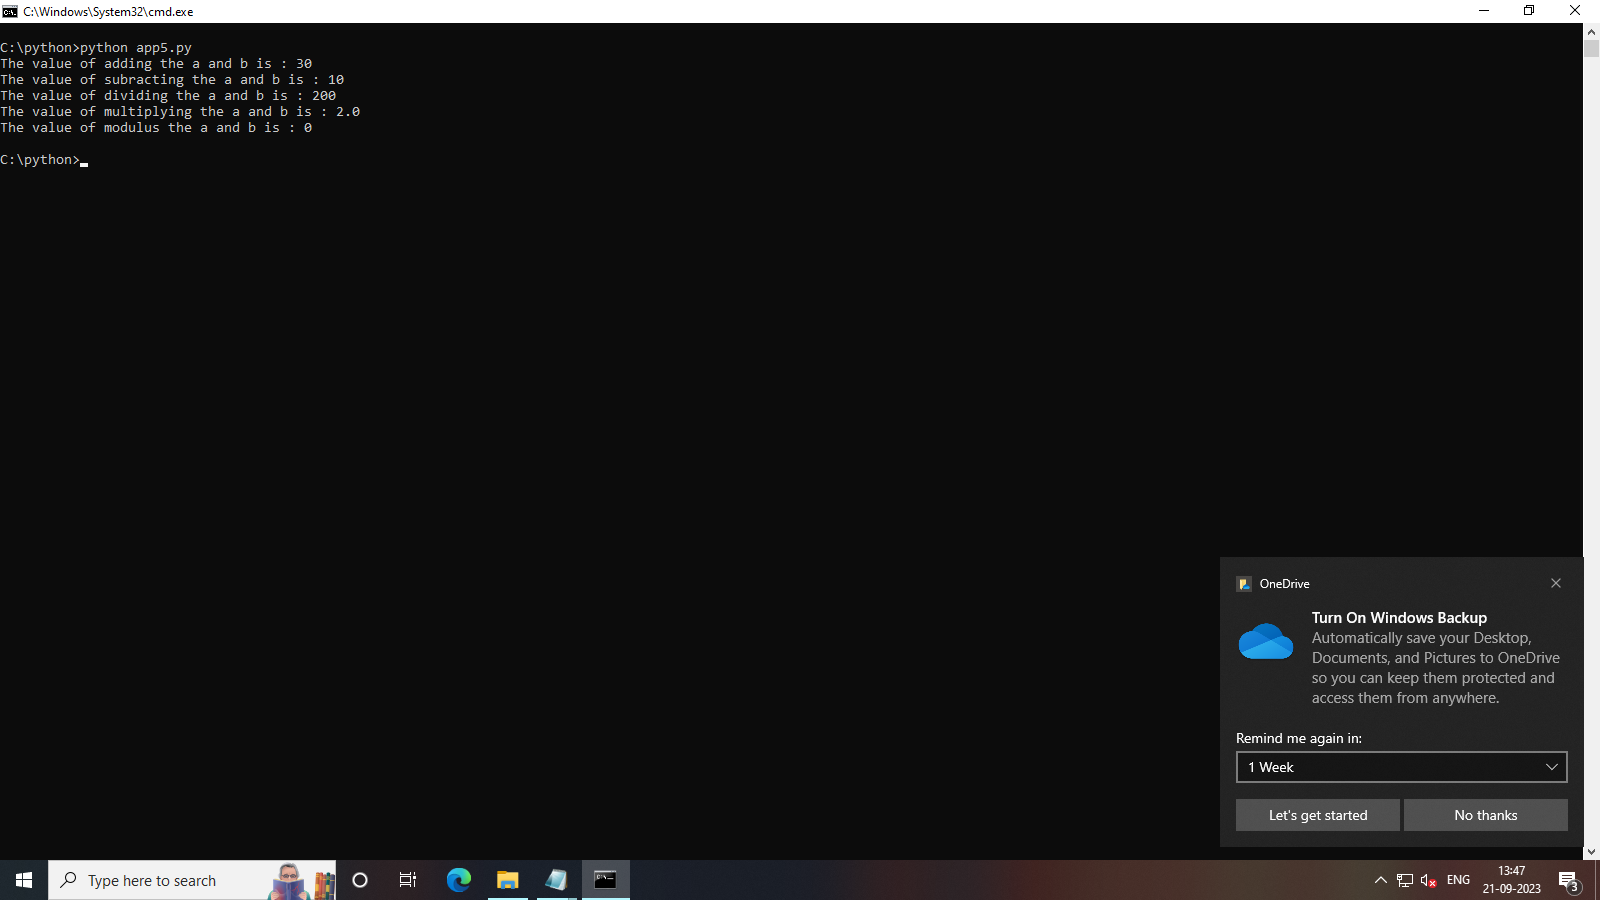 C:\Windows\System32\cmd.exe
C:\python>python app5.py
The value of adding the a and b is : 30
The value of subracting the a and b is : 10
The value of dividing the a and b is : 200
The value of multiplying the a and b is : 2.0
The value of modulus the a and b is : 0
C:\python>
OneDrive
Turn On Windows Backup
Automatically save your Desktop,
Documents, and Pictures to OneDrive
so you can keep them protected and
access them from anywhere.
Remind me again in:
1 Week
Let's get started
No thanks
Type here to search
ENG
13:47
21-09-2023
3